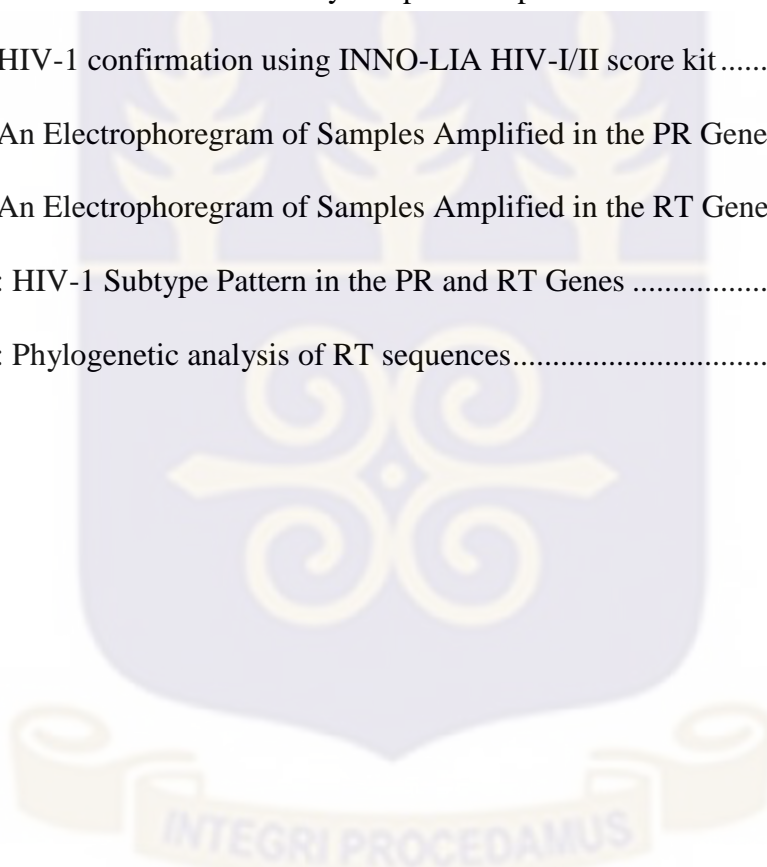 HIV-1 confirmation using INNO-LIA HIV-I/II score kit......
An Electrophoregram of Samples Amplified in the PR Gene
An Electrophoregram of Samples Amplified in the RT Gene
: HIV-1 Subtype Pattern in the PR and RT Genes .................
: Phylogenetic analysis of RT sequences................................
INTEGRI PROCEDAMUS